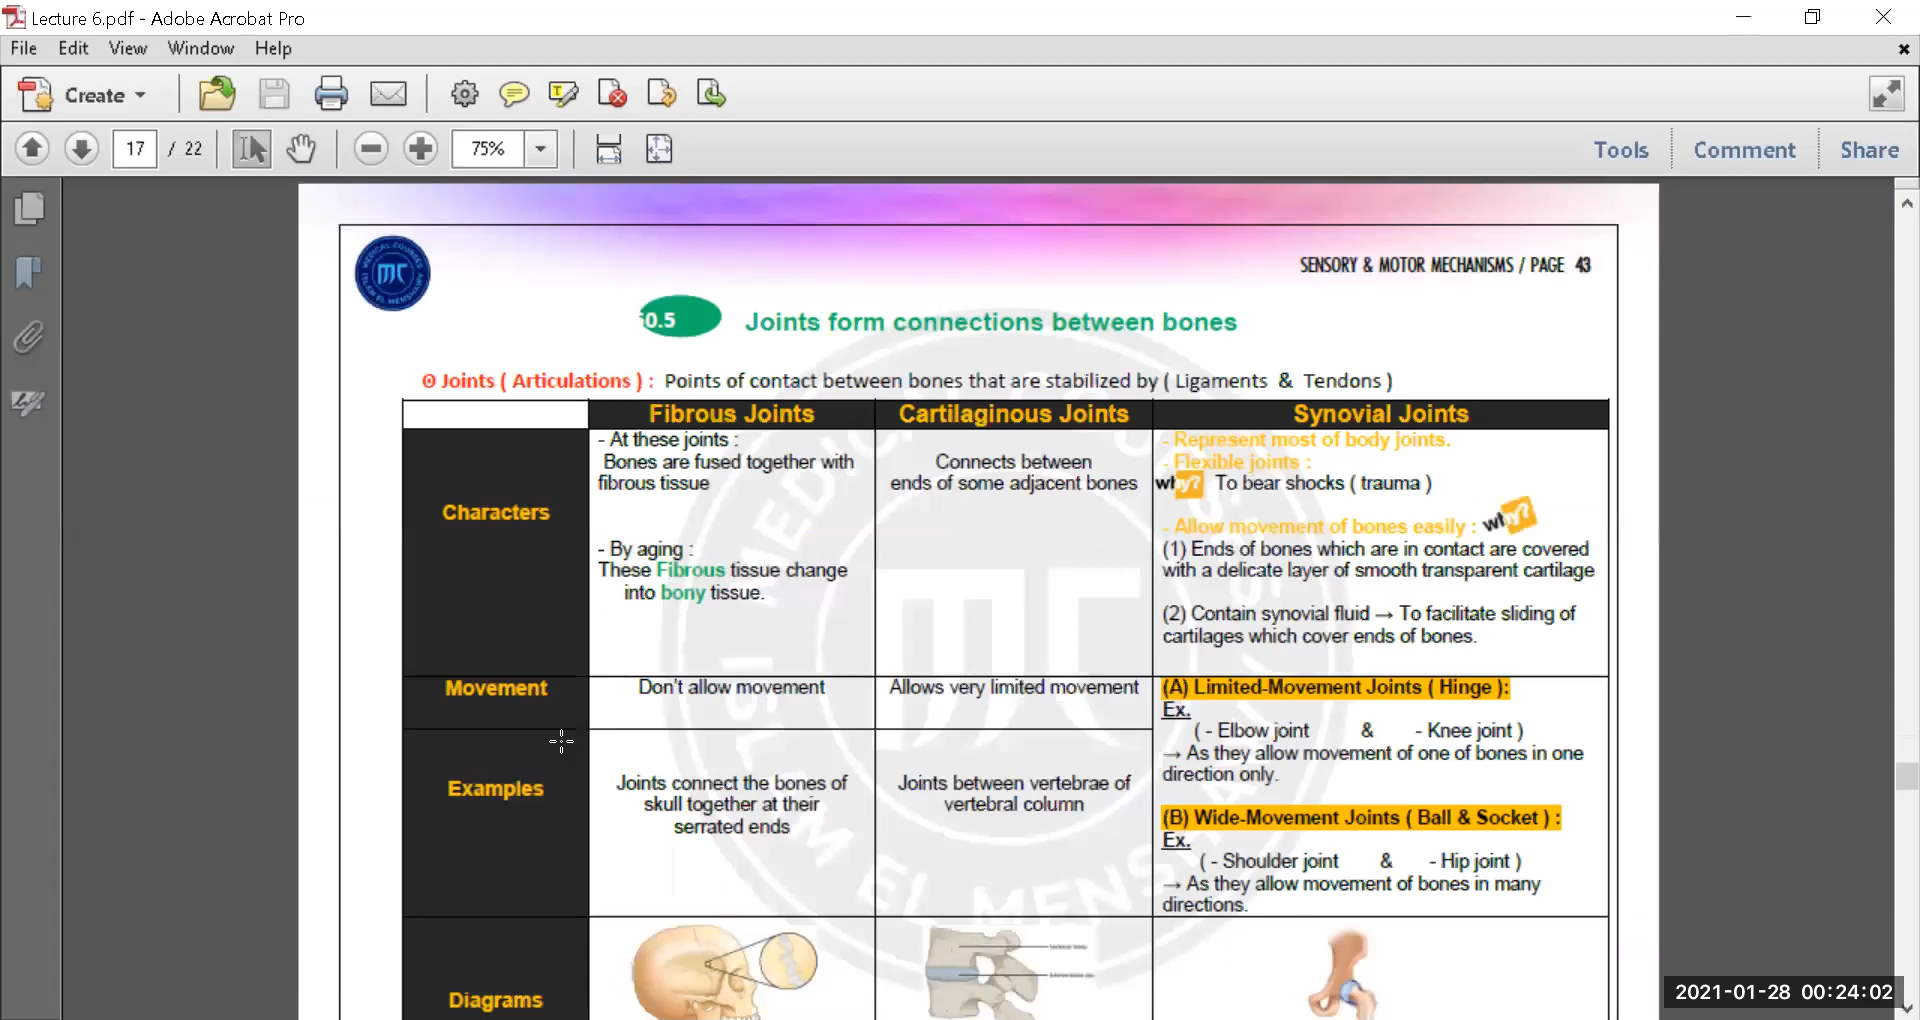 Lecture 6.pdf - Adobe Acrobat Pro
File Edit View Window Help
Create
17 / 22
75%
Tools Comment Share
SENSORY & MOTOR MECHANISMS / PAGE 43
0.5 Joints form connections between bones
ʘ Joints ( Articulations ) : Points of contact between bones that are stabilized by ( Ligaments & Tendons )
Fibrous Joints Cartilaginous Joints Synovial Joints
Characters
- At these joints :
Bones are fused together with
fibrous tissue
- By aging :
These Fibrous tissue change
into bony tissue.
Connects between
ends of some adjacent bones
- Represent most of body joints.
- Flexible joints :
why? To bear shocks ( trauma )
- Allow movement of bones easily : why?
(1) Ends of bones which are in contact are covered
with a delicate layer of smooth transparent cartilage
(2) Contain synovial fluid → To facilitate sliding of
cartilages which cover ends of bones.
Movement
Don't allow movement
Allows very limited movement
(A) Limited-Movement Joints ( Hinge ):
Ex.
( - Elbow joint & - Knee joint )
→ As they allow movement of one of bones in one
direction only.
(B) Wide-Movement Joints ( Ball & Socket ) :
Ex.
( - Shoulder joint & - Hip joint )
→ As they allow movement of bones in many
directions.
Examples
Joints connect the bones of
skull together at their
serrated ends
Joints between vertebrae of
vertebral column
Diagrams
2021-01-28 00:24:02